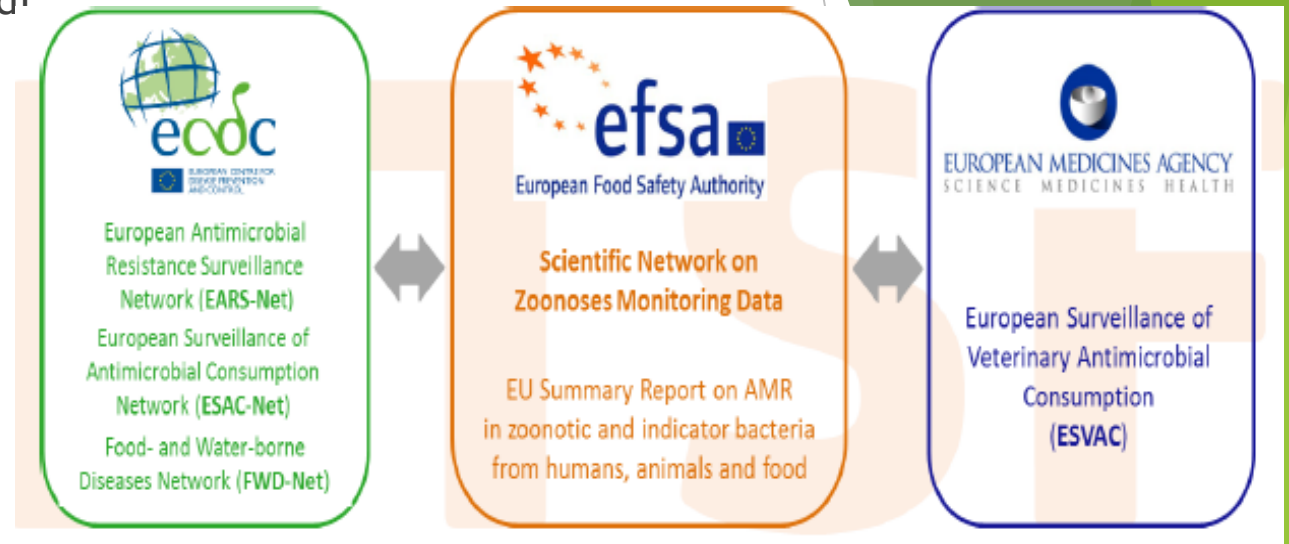 ecdc
EUROPEAN CENTRE FOR
DISEASE PREVENTION
AND CONTROL
European Antimicrobial
Resistance Surveillance
Network (EARS-Net)
European Surveillance of
Antimicrobial Consumption
Network (ESAC-Net)
Food- and Water-borne
Diseases Network (FWD-Net)
efsa
European Food Safety Authority
Scientific Network on
Zoonoses Monitoring Data
EU Summary Report on AMR
in zoonotic and indicator bacteria
from humans, animals and food
EUROPEAN MEDICINES AGENCY
SCIENCE MEDICINES HEALTH
European Surveillance of
Veterinary Antimicrobial
Consumption
(ESVAC)